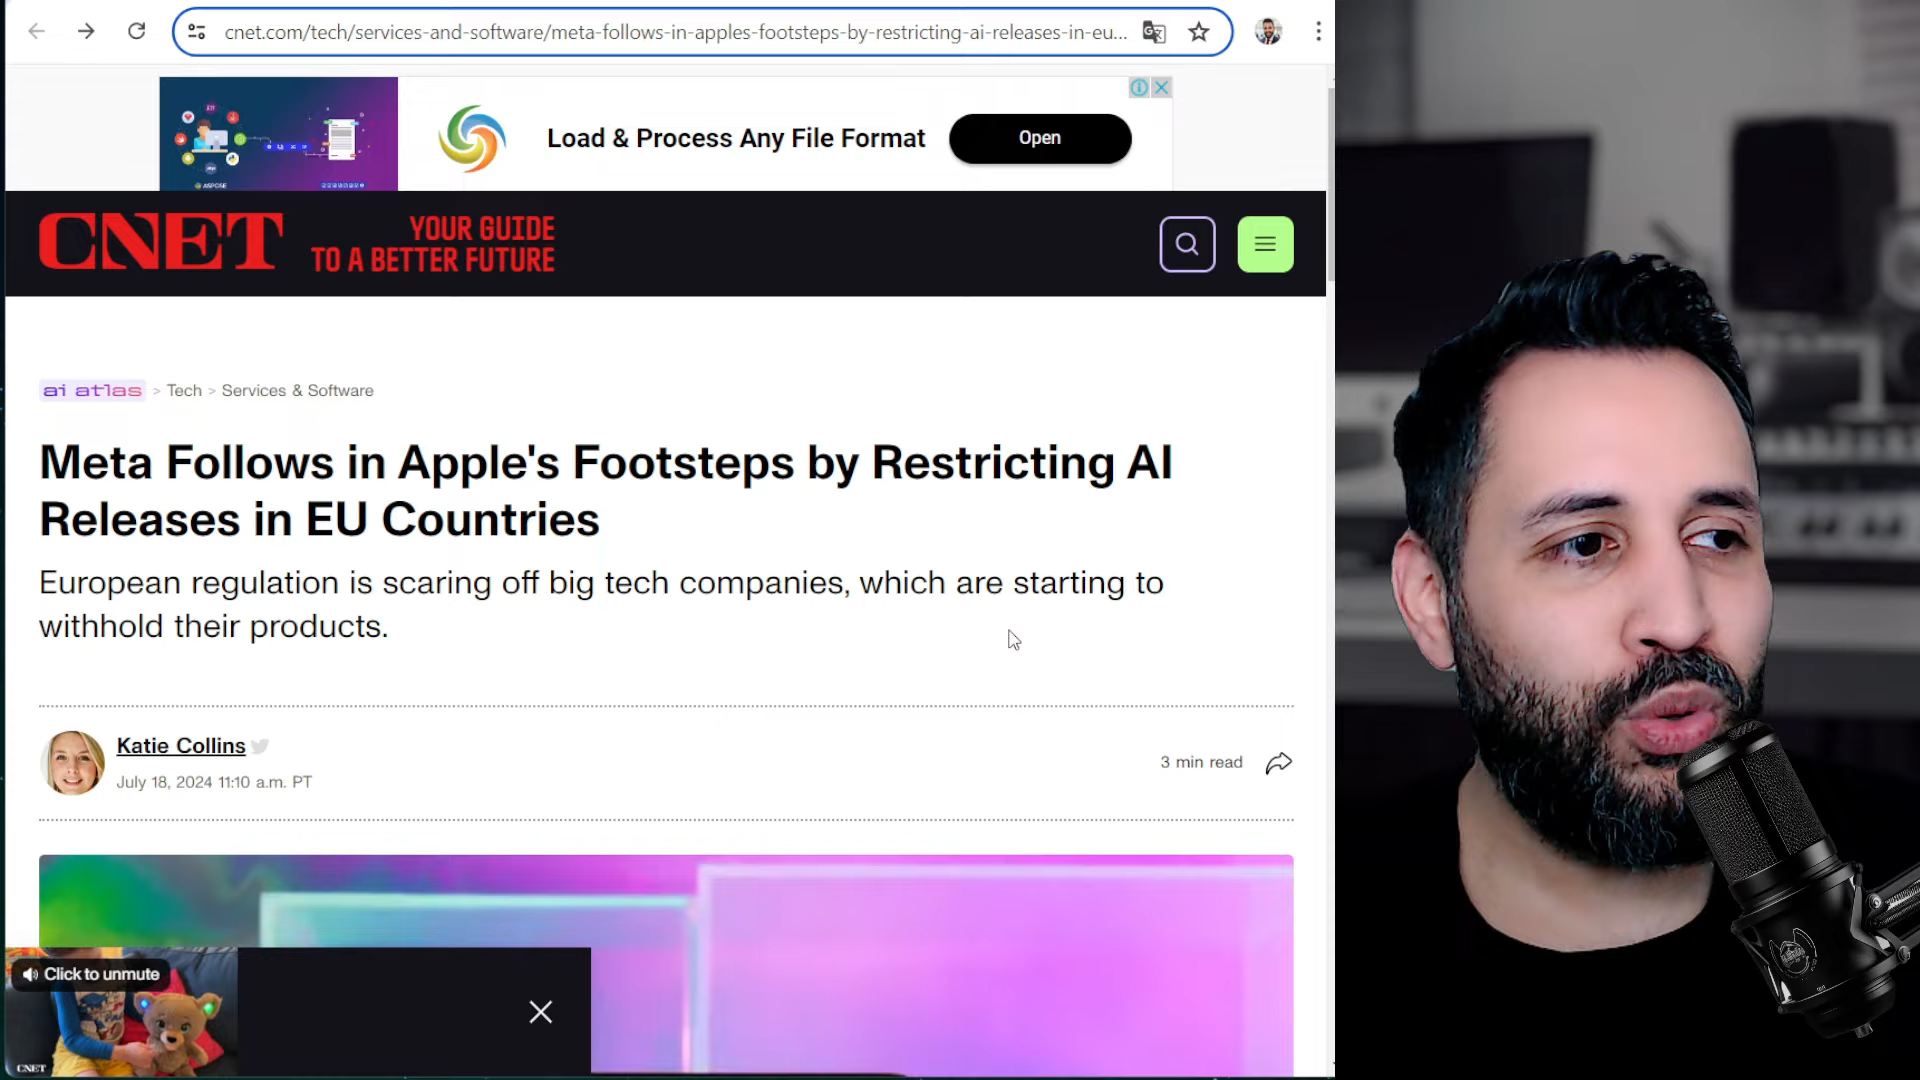 cnet.com/tech/services-and-software/meta-follows-in-apples-footsteps-by-restricting-ai-releases-in-eu...
Load & Process Any File Format
Open
ASPOSE
CNET
YOUR GUIDE
TO A BETTER FUTURE
ai atlas > Tech > Services & Software
Meta Follows in Apple's Footsteps by Restricting AI
Releases in EU Countries
European regulation is scaring off big tech companies, which are starting to
withhold their products.
Katie Collins
July 18, 2024 11:10 a.m. PT
3 min read
Click to unmute
CNET